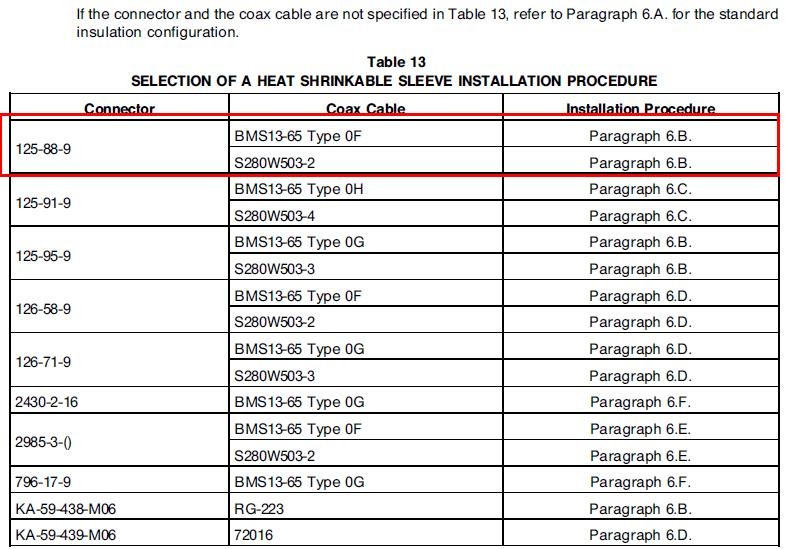 If the connector and the coax cable are not specified in Table 13, refer to Paragraph 6.A. for the standard
insulation configuration.
Table 13
SELECTION OF A HEAT SHRINKABLE SLEEVE INSTALLATION PROCEDURE
Connector Coax Cable Installation Procedure
125-88-9 BMS13-65 Type 0F Paragraph 6.B.
S280W503-2 Paragraph 6.B.
125-91-9 BMS13-65 Type 0H Paragraph 6.C.
S280W503-4 Paragraph 6.C.
125-95-9 BMS13-65 Type 0G Paragraph 6.B.
S280W503-3 Paragraph 6.B.
126-58-9 BMS13-65 Type 0F Paragraph 6.D.
S280W503-2 Paragraph 6.D.
126-71-9 BMS13-65 Type 0G Paragraph 6.D.
S280W503-3 Paragraph 6.D.
2430-2-16 BMS13-65 Type 0G Paragraph 6.F.
2985-3-() BMS13-65 Type 0F Paragraph 6.E.
S280W503-2 Paragraph 6.E.
796-17-9 BMS13-65 Type 0G Paragraph 6.F.
KA-59-438-M06 RG-223 Paragraph 6.B.
KA-59-439-M06 72016 Paragraph 6.D.